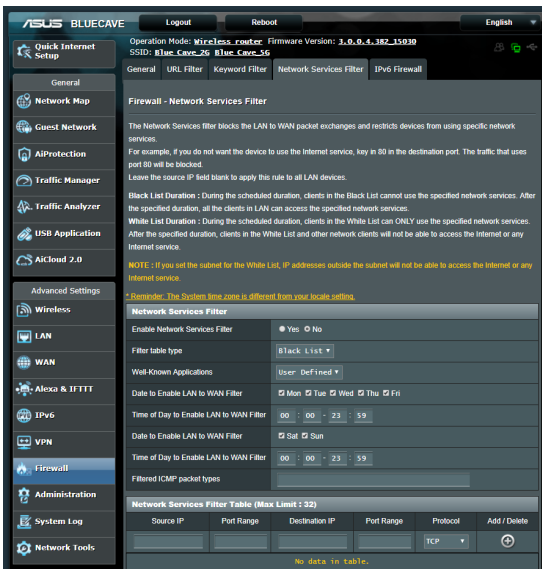 ASUS BLUECAVE
Logout
Reboot
English
Quick Internet
Setup
General
Network Map
Guest Network
AiProtection
Traffic Manager
Traffic Analyzer
USB Application
AiCloud 2.0
Advanced Settings
Wireless
LAN
WAN
Alexa & IFTTT
IPv6
VPN
Firewall
Administration
System Log
Network Tools
Operation Mode: Wireless router Firmware Version: 3.0.0.4.382_15030
SSID: Blue Cave_2G Blue Cave_5G
General URL Filter Keyword Filter Network Services Filter IPv6 Firewall
Firewall - Network Services Filter
The Network Services filter blocks the LAN to WAN packet exchanges and restricts devices from using specific network
services.
For example, if you do not want the device to use the Internet service, key in 80 in the destination port. The traffic that uses
port 80 will be blocked.
Leave the source IP field blank to apply this rule to all LAN devices.
Black List Duration : During the scheduled duration, clients in the Black List cannot use the specified network services. After
the specified duration, all the clients in LAN can access the specified network services.
White List Duration : During the scheduled duration, clients in the White List can ONLY use the specified network services.
After the specified duration, clients in the White List and other network clients will not be able to access the Internet or any
Internet service.
NOTE : If you set the subnet for the White List, IP addresses outside the subnet will not be able to access the Internet or any
Internet service.
* Reminder: The System time zone is different from your locale setting.
Network Services Filter
Enable Network Services Filter Yes No
Filter table type Black List
Well-Known Applications User Defined
Date to Enable LAN to WAN Filter Mon Tue Wed Thu Fri
Time of Day to Enable LAN to WAN Filter 00 : 00 - 23 : 59
Date to Enable LAN to WAN Filter Sat Sun
Time of Day to Enable LAN to WAN Filter 00 : 00 - 23 : 59
Filtered ICMP packet types
Network Services Filter Table (Max Limit : 32)
Source IP Port Range Destination IP Port Range Protocol Add / Delete
TCP
No data in table.